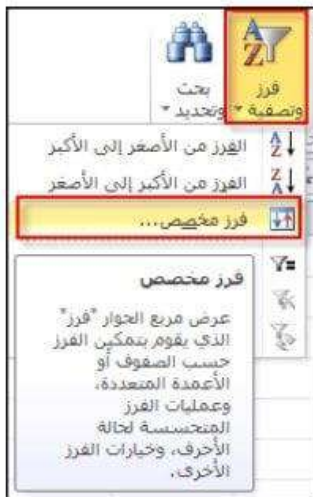 فرز وتصفية
بحث وتحديد
الفرز من الأصغر إلى الأكبر
الفرز من الأكبر إلى الأصغر
فرز مخصص...
فرز مخصص
عرض مربع الحوار "فرز"
الذي يقوم بتمكين الفرز
حسب الصفوف أو
الأعمدة المتعددة،
وعمليات الفرز
المتحسسة لحالة
الأحرف، وخيارات الفرز
الأخرى.